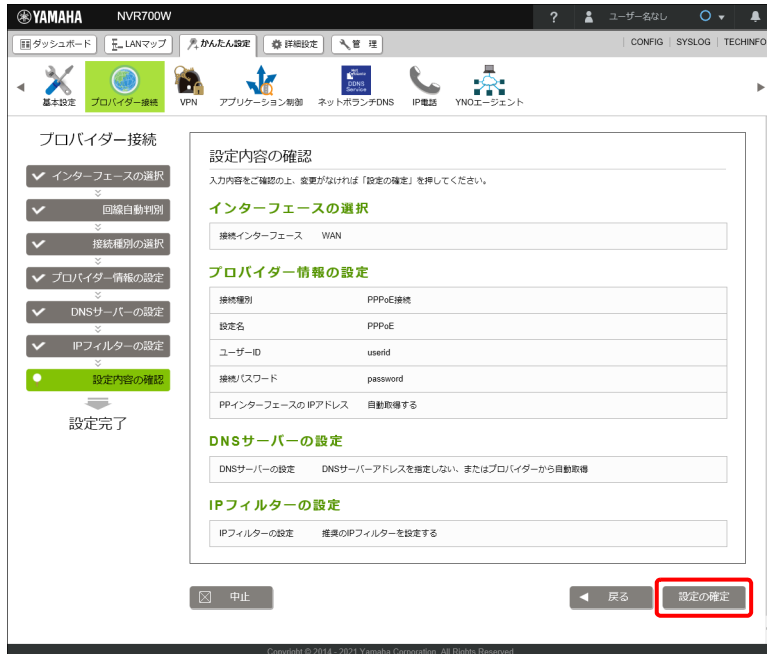 YAMAHA NVR700W ? ユーザー名なし
ダッシュボード LANマップ かんたん設定 詳細設定 管 理 CONFIG SYSLOG TECHINFO
基本設定 プロバイダー接続 VPN アプリケーション制御 ネットボランチDNS IP電話 YNOエージェント
DDNS
Service
プロバイダー接続
インターフェースの選択
回線自動判別
接続種別の選択
プロバイダー情報の設定
DNSサーバーの設定
IPフィルターの設定
設定内容の確認
設定完了
設定内容の確認
入力内容をご確認の上、変更がなければ「設定の確定」を押してください。
インターフェースの選択
接続インターフェース WAN
プロバイダー情報の設定
接続種別 PPPoE接続
設定名 PPPoE
ユーザーID userid
接続パスワード password
PPインターフェースの IPアドレス 自動取得する
DNSサーバーの設定
DNSサーバーの設定 DNSサーバーアドレスを指定しない、またはプロバイダーから自動取得
IPフィルターの設定
IPフィルターの設定 推奨のIPフィルターを設定する
中止 戻る 設定の確定
Copyright © 2014 - 2021 Yamaha Corporation. All Rights Reserved.